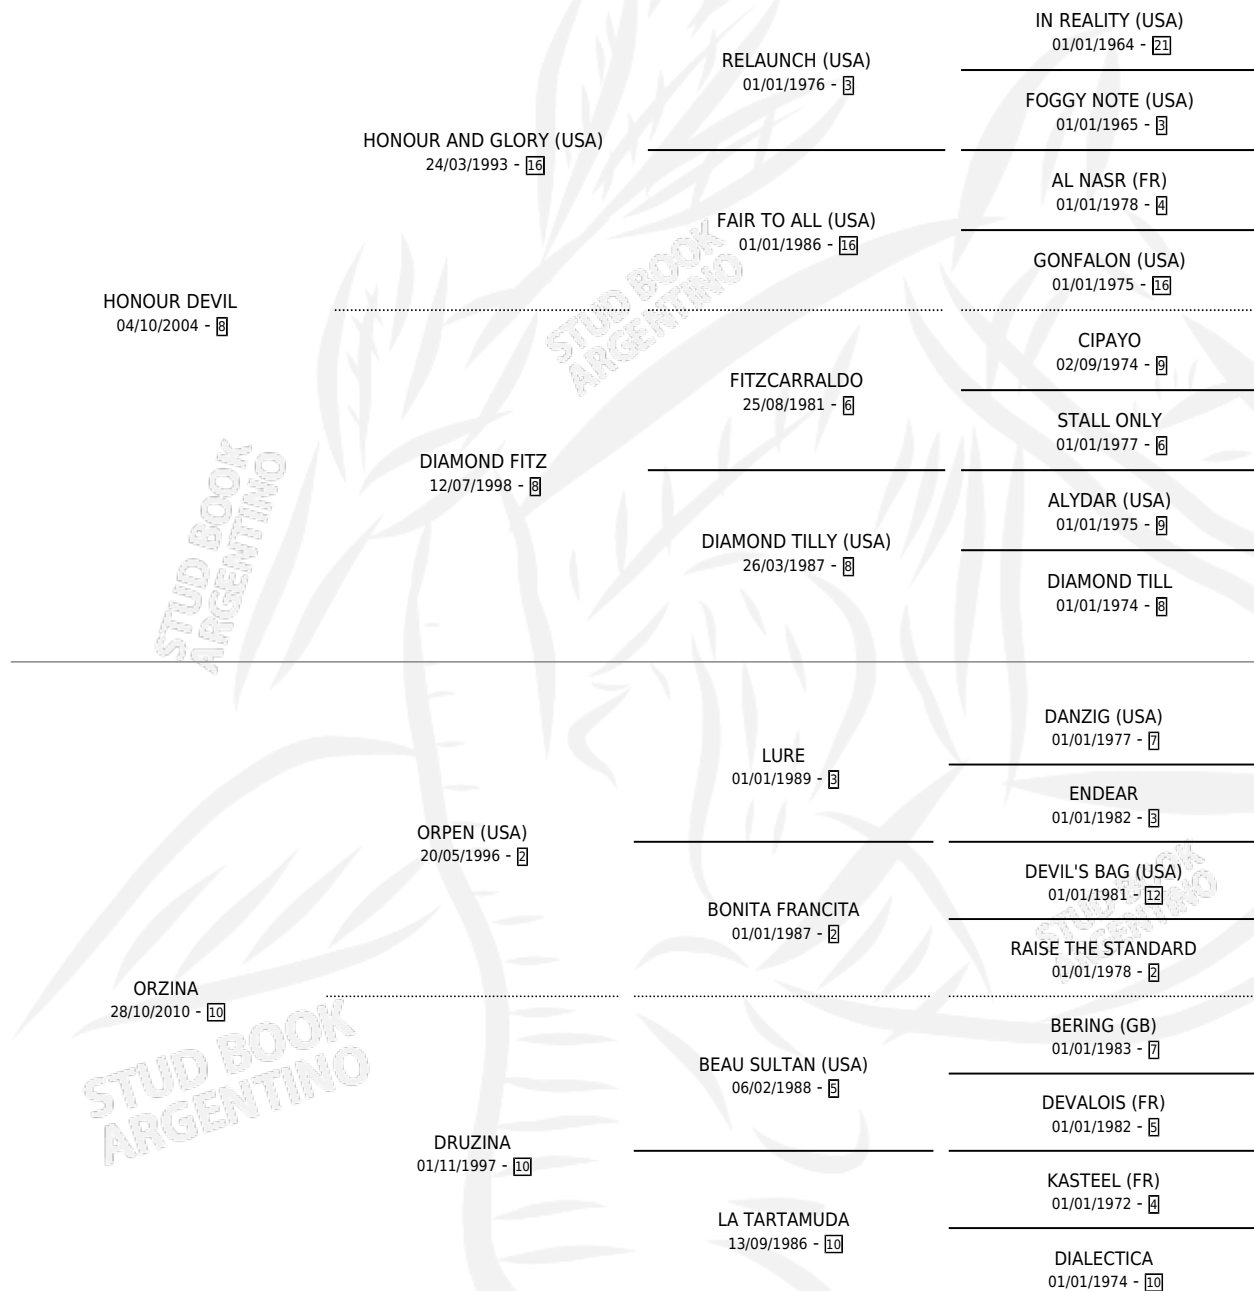 IN REALITY (USA)
01/01/1964 - 21
RELAUNCH (USA)
01/01/1976 - 3
FOGGY NOTE (USA)
01/01/1965 - 3
HONOUR AND GLORY (USA)
24/03/1993 - 16
AL NASR (FR)
01/01/1978 - 4
FAIR TO ALL (USA)
01/01/1986 - 16
GONFALON (USA)
01/01/1975 - 16
HONOUR DEVIL
04/10/2004 - 8
CIPAYO
02/09/1974 - 9
FITZCARRALDO
25/08/1981 - 6
STALL ONLY
01/01/1977 - 6
DIAMOND FITZ
12/07/1998 - 8
ALYDAR (USA)
01/01/1975 - 9
DIAMOND TILLY (USA)
26/03/1987 - 8
DIAMOND TILL
01/01/1974 - 8
DANZIG (USA)
01/01/1977 - 7
LURE
01/01/1989 - 3
ENDEAR
01/01/1982 - 3
ORPEN (USA)
20/05/1996 - 2
DEVIL'S BAG (USA)
01/01/1981 - 12
BONITA FRANCITA
01/01/1987 - 2
RAISE THE STANDARD
01/01/1978 - 2
ORZINA
28/10/2010 - 10
BERING (GB)
01/01/1983 - 7
BEAU SULTAN (USA)
06/02/1988 - 5
DEVALOIS (FR)
01/01/1982 - 5
DRUZINA
01/11/1997 - 10
KASTEEL (FR)
01/01/1972 - 4
LA TARTAMUDA
13/09/1986 - 10
DIALECTICA
01/01/1974 - 10
STUD BOOK
ARGENTINO
STUD BOOK
ARGENTINO
STUD BOOK
ARGENTINO
STUD BOOK
ARGENTINO